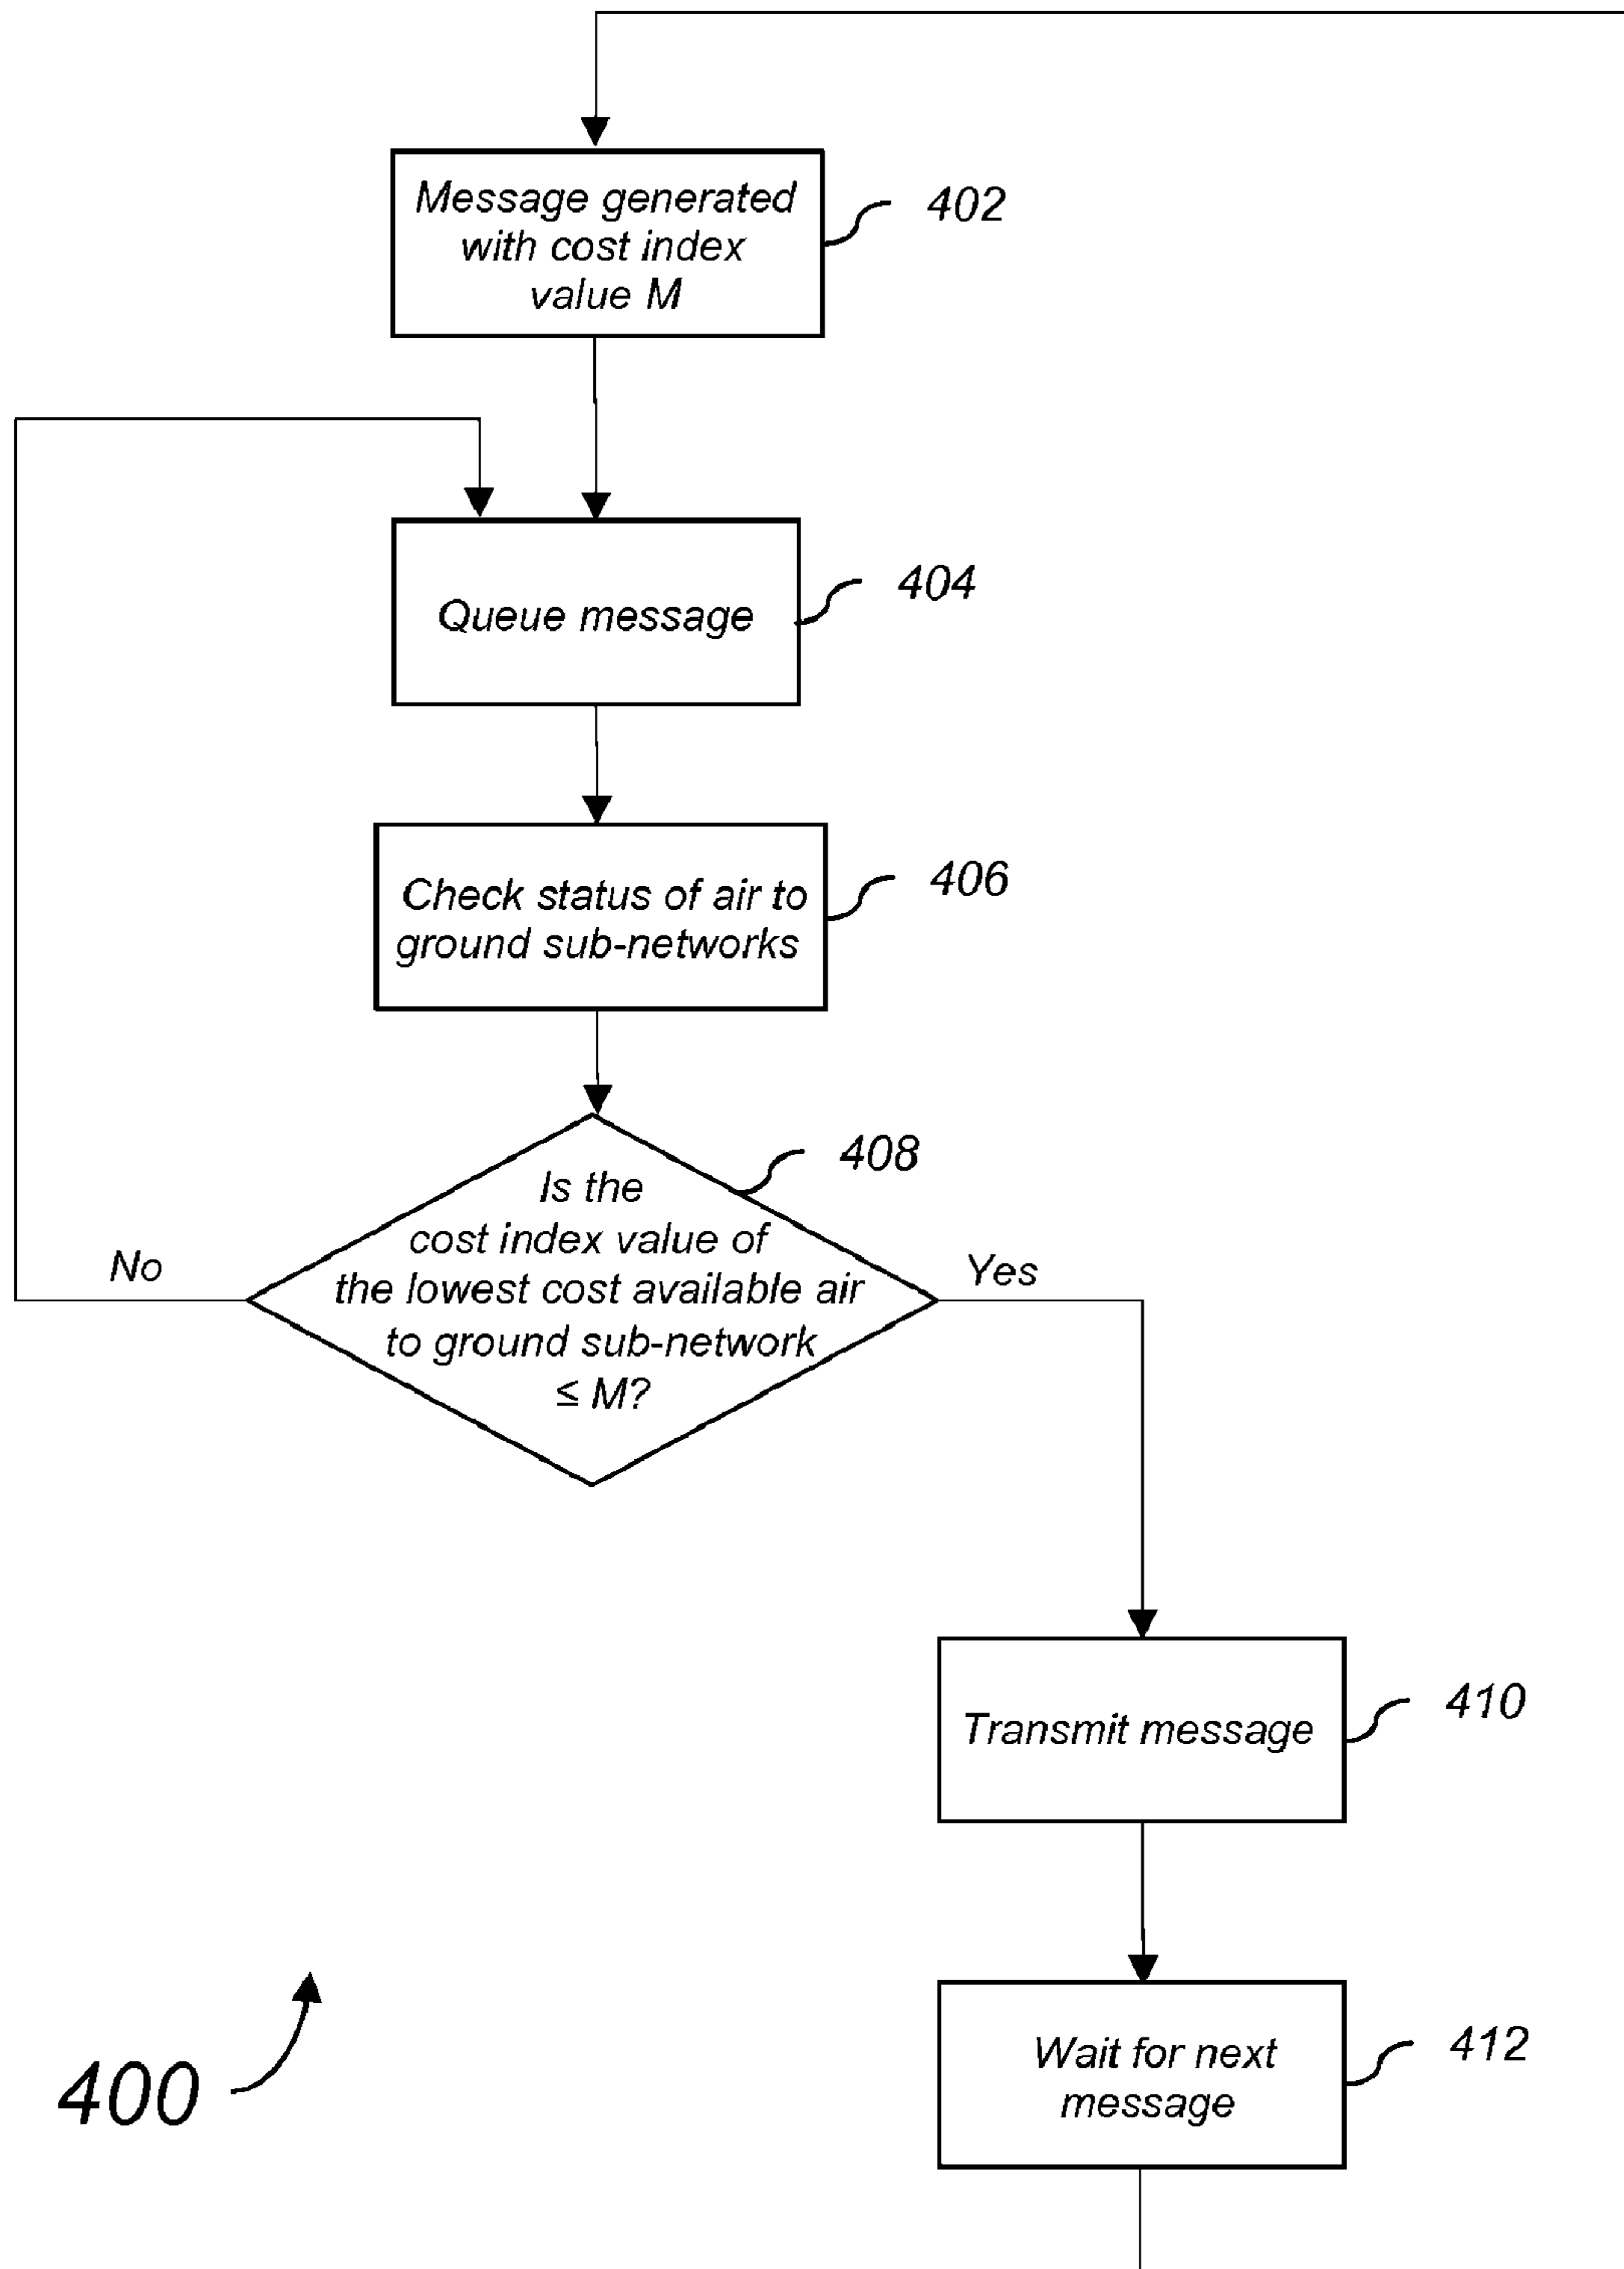 Message generated
with cost index
value M
402
Queue message
404
Check status of air to
ground sub-networks
406
Is the
cost index value of
the lowest cost available air
to ground sub-network
≤ M?
408
No
Yes
Transmit message
410
Wait for next
message
412
400